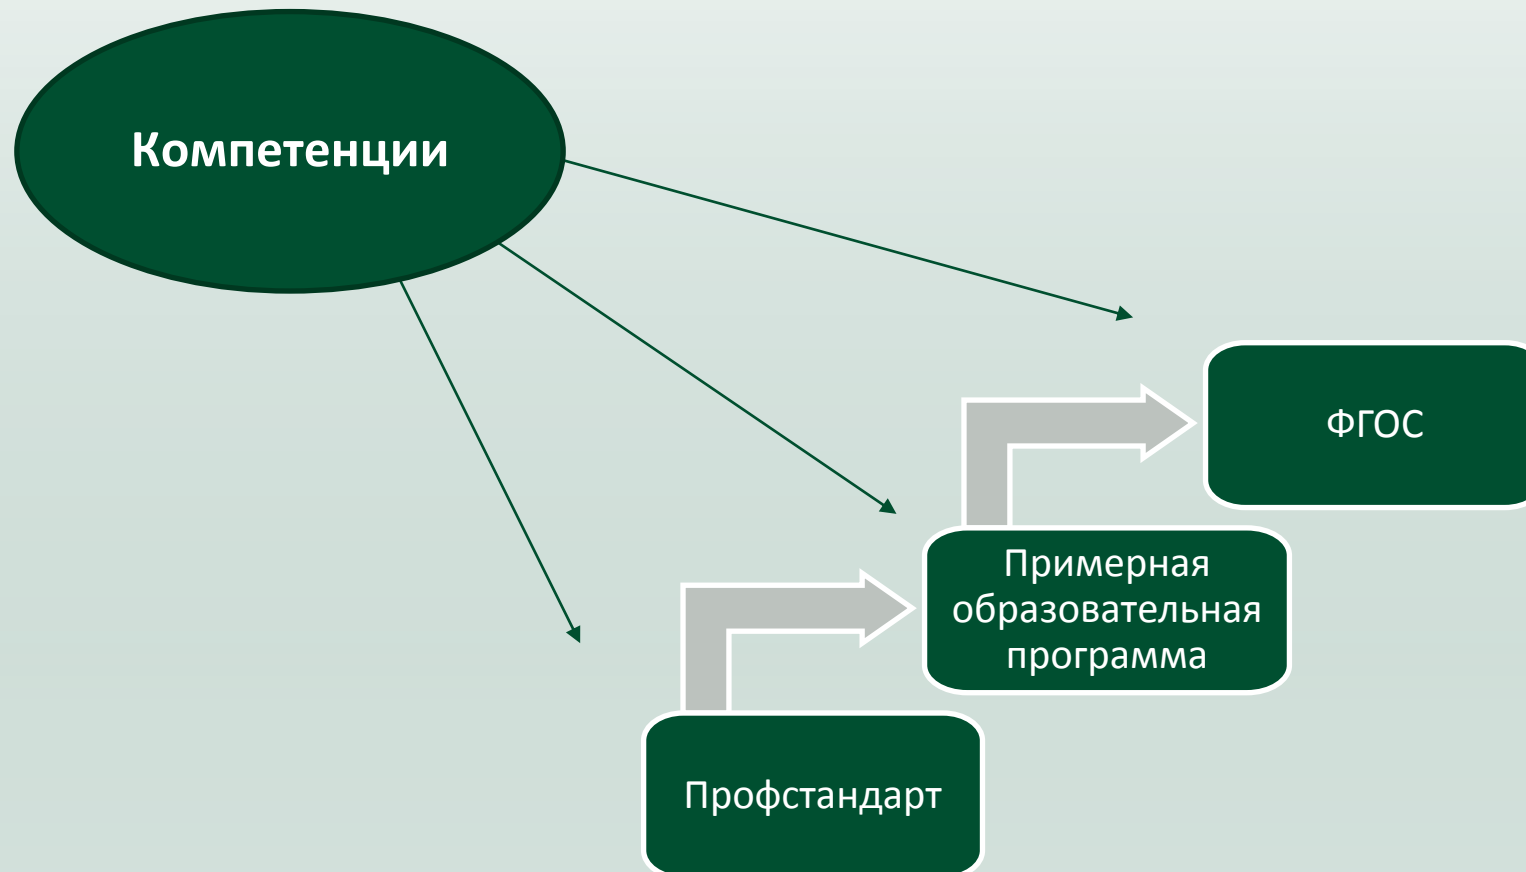 Компетенции
ФГОС
Примерная
образовательная
программа
Профстандарт